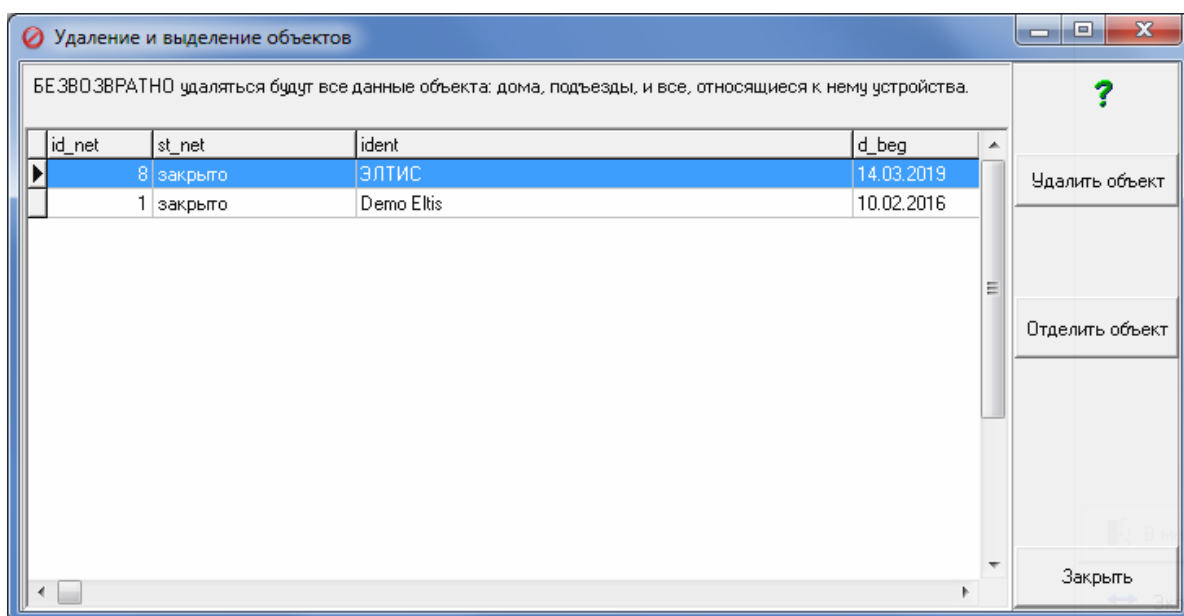 Удаление и выделение объектов
БЕЗВОЗВРАТНО удаляться будут все данные объекта: дома, подъезды, и все, относящиеся к нему устройства.
?
id_net st_net ident d_beg
8 закрыто ЭЛТИС 14.03.2019
1 закрыто Demo Eltis 10.02.2016
Удалить объект
Отделить объект
Закрыть